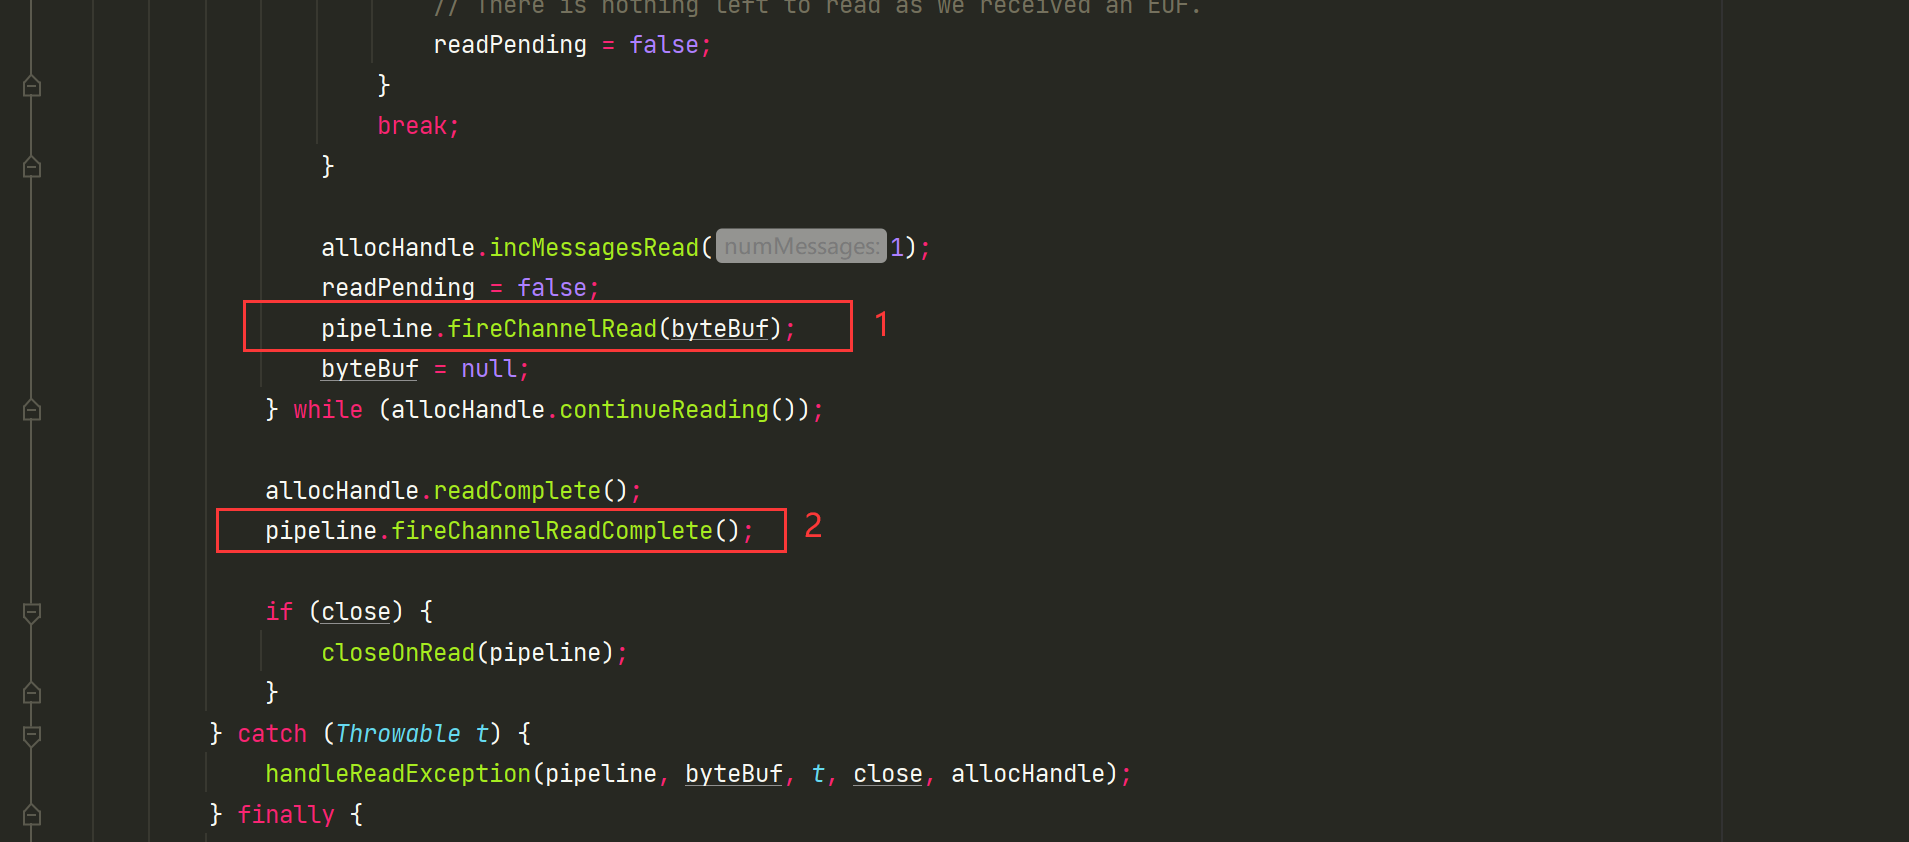 // There is nothing left to read as we received an EOF.
readPending = false;
}
break;
}
allocHandle.incMessagesRead( numMessages: 1);
readPending = false;
pipeline.fireChannelRead(byteBuf); 1
byteBuf = null;
} while (allocHandle.continueReading());
allocHandle.readComplete();
pipeline.fireChannelReadComplete(); 2
if (close) {
closeOnRead(pipeline);
}
} catch (Throwable t) {
handleReadException(pipeline, byteBuf, t, close, allocHandle);
} finally {